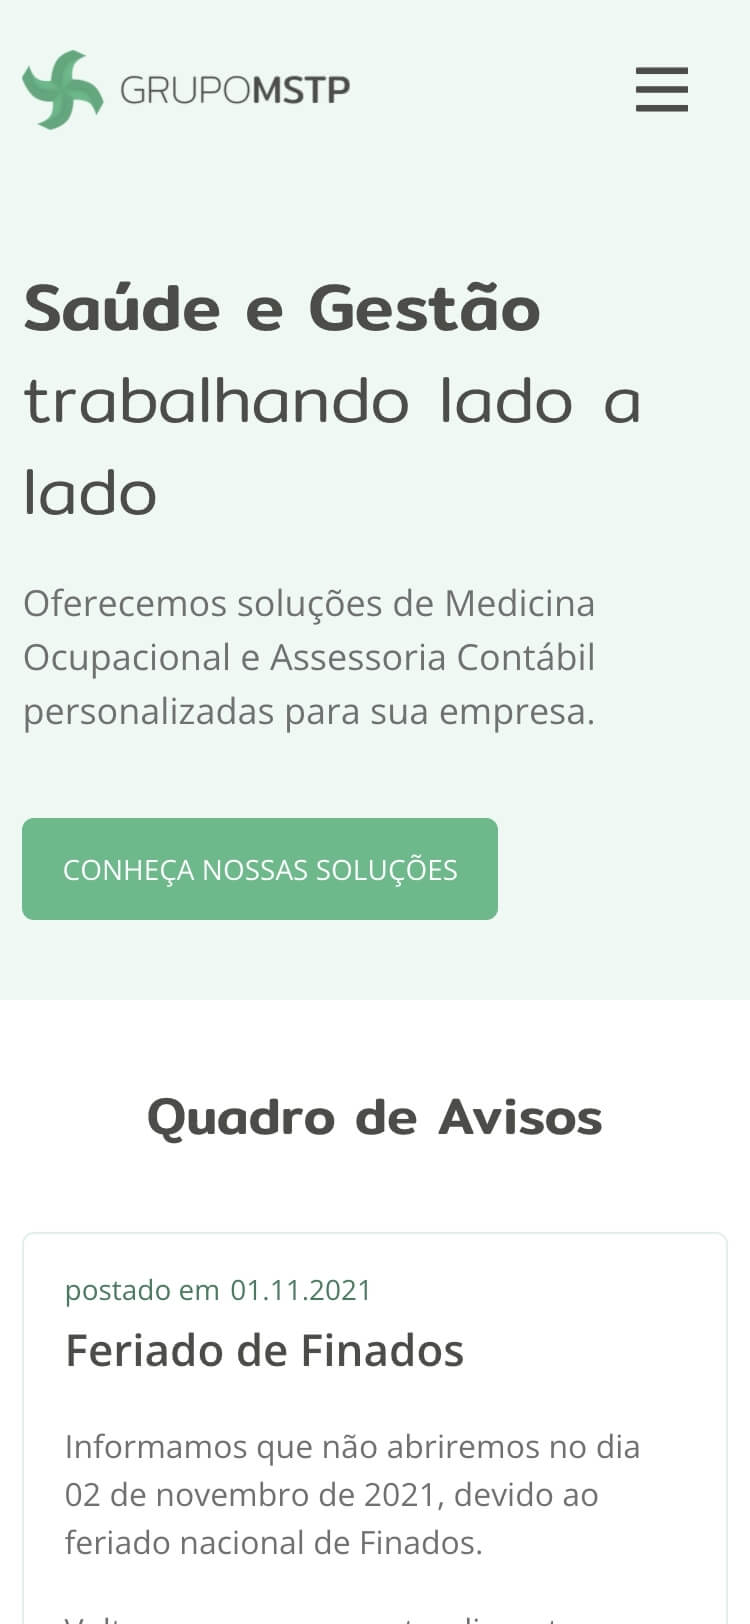 GRUPOMSTP
Saúde e Gestão
trabalhando lado a
lado
Oferecemos soluções de Medicina
Ocupacional e Assessoria Contábil
personalizadas para sua empresa.
CONHEÇA NOSSAS SOLUÇÕES
Quadro de Avisos
postado em 01.11.2021
Feriado de Finados
Informamos que não abriremos no dia
02 de novembro de 2021, devido ao
feriado nacional de Finados.